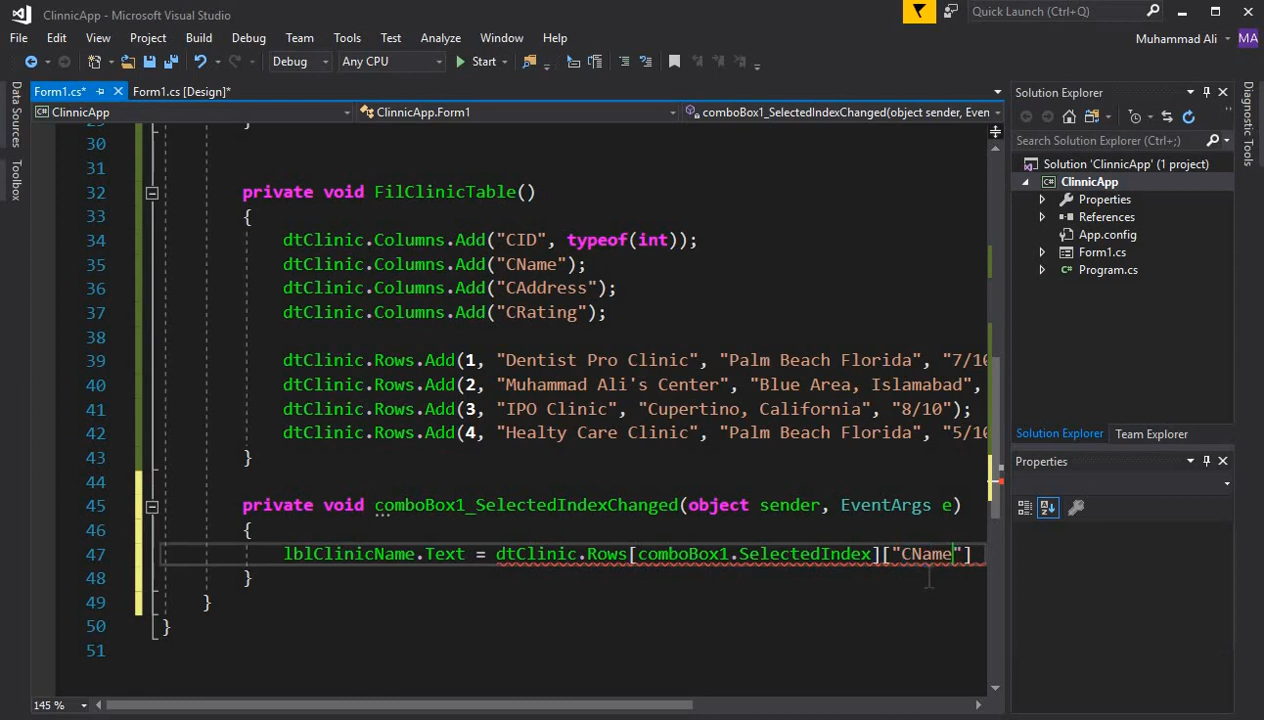 ClinnicApp - Microsoft Visual Studio
Quick Launch (Ctrl+Q)
File Edit View Project Build Debug Team Tools Test Analyze Window Help
Muhammad Ali MA
Debug Any CPU Start
Data Sources
Toolbox
Form1.cs* Form1.cs [Design]*
ClinnicApp ClinnicApp.Form1 comboBox1_SelectedIndexChanged(object sender, Even
29 }
30
31
32 private void FilClinicTable()
33 {
34 dtClinic.Columns.Add("CID", typeof(int));
35 dtClinic.Columns.Add("CName");
36 dtClinic.Columns.Add("CAddress");
37 dtClinic.Columns.Add("CRating");
38
39 dtClinic.Rows.Add(1, "Dentist Pro Clinic", "Palm Beach Florida", "7/10
40 dtClinic.Rows.Add(2, "Muhammad Ali's Center", "Blue Area, Islamabad",
41 dtClinic.Rows.Add(3, "IPO Clinic", "Cupertino, California", "8/10");
42 dtClinic.Rows.Add(4, "Healty Care Clinic", "Palm Beach Florida", "5/10
43 }
44
45 private void comboBox1_SelectedIndexChanged(object sender, EventArgs e)
46 {
47 lblClinicName.Text = dtClinic.Rows[comboBox1.SelectedIndex]["CName"]
48 }
49 }
50 }
51
145 %
Solution Explorer
Search Solution Explorer (Ctrl+;)
Solution 'ClinnicApp' (1 project)
ClinnicApp
Properties
References
App.config
Form1.cs
Program.cs
Solution Explorer Team Explorer
Properties
Diagnostic Tools